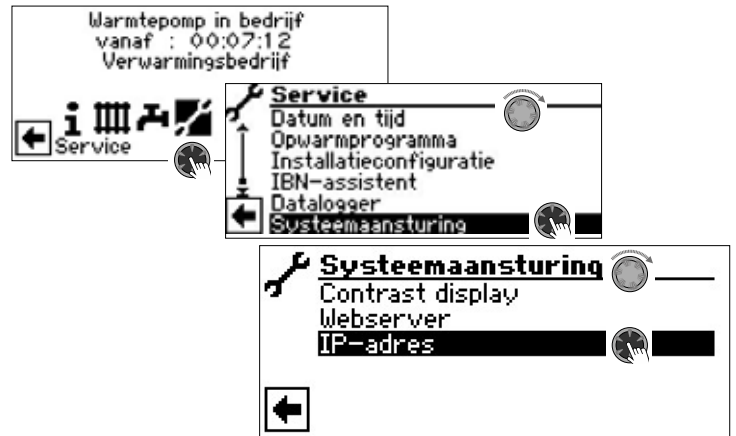 Warmtepomp in bedrijf
vanaf : 00:07:12
Verwarmingsbedrijf
Service
Service
Datum en tijd
Opwarmprogramma
Installatieconfiguratie
IBN-assistent
Datalogger
Systeemaansturing
Systeemaansturing
Contrast display
Webserver
IP-adres